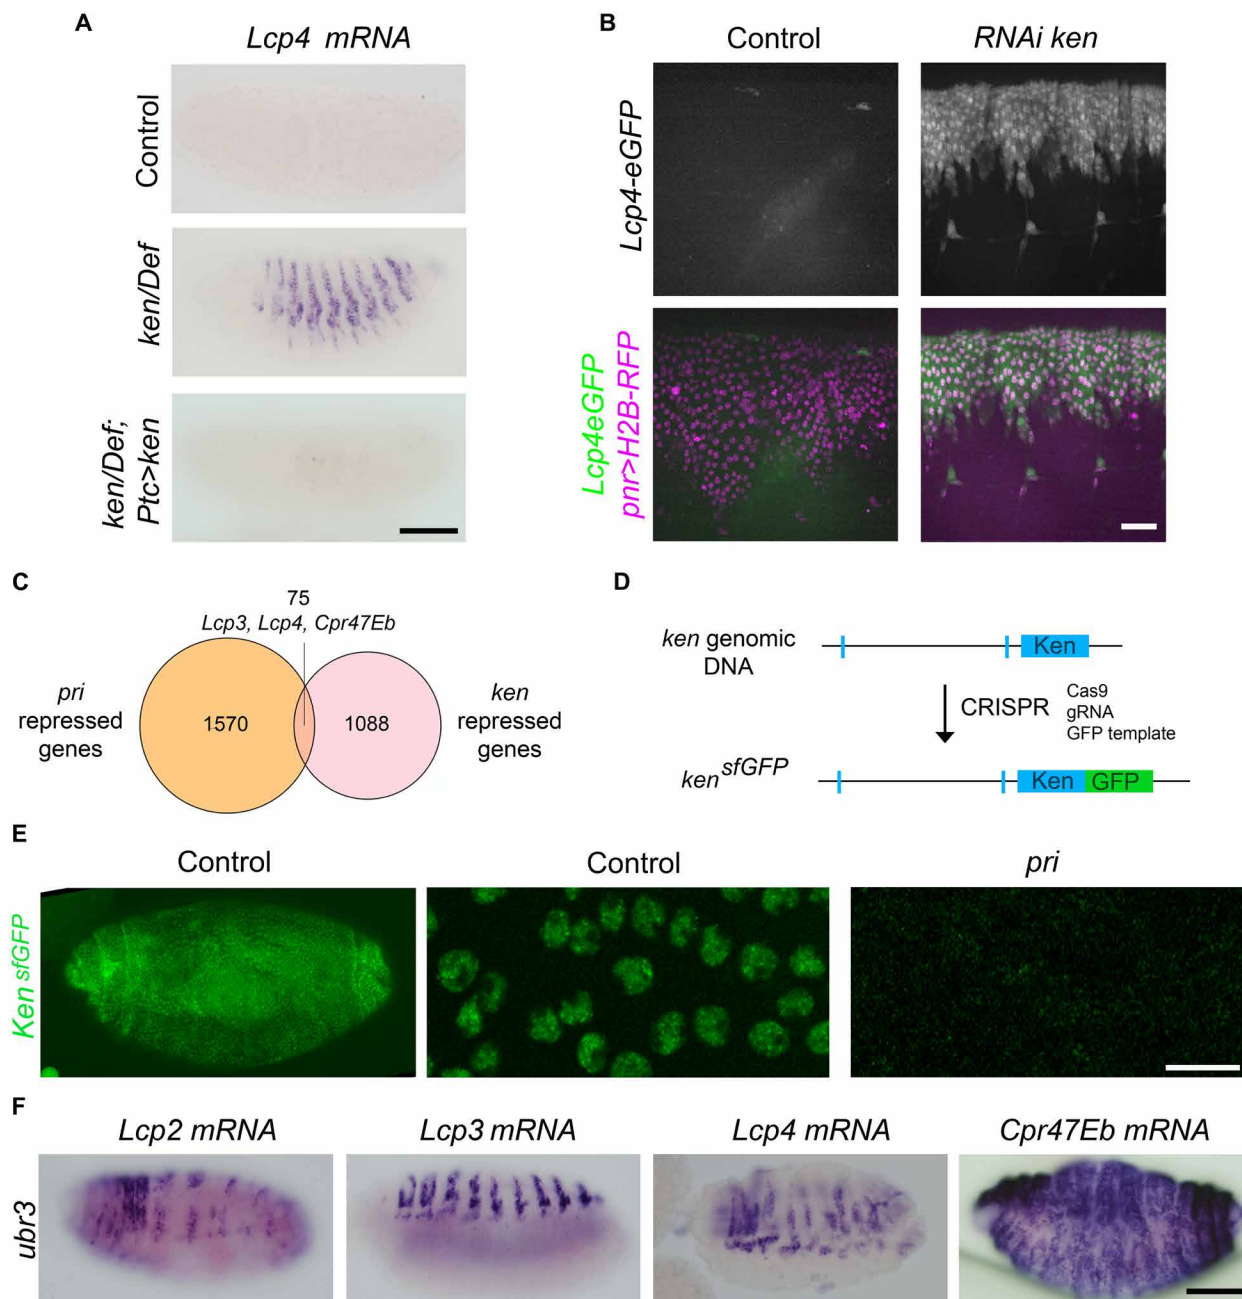 A
Lcp4 mRNA
Control
ken/Def
ken/Def;
Ptc>ken
B
Control
RNAi ken
Lcp4-eGFP
Lcp4eGFP
pnr>H2B-RFP
C
75
Lcp3, Lcp4, Cpr47Eb
pri
repressed
genes
1570
1088
ken
repressed
genes
D
ken genomic
DNA
Ken
CRISPR
Cas9
gRNA
GFP template
ken sfGFP
Ken
GFP
E
Control
Control
pri
Ken sfGFP
F
Lcp2 mRNA
Lcp3 mRNA
Lcp4 mRNA
Cpr47Eb mRNA
ubr3